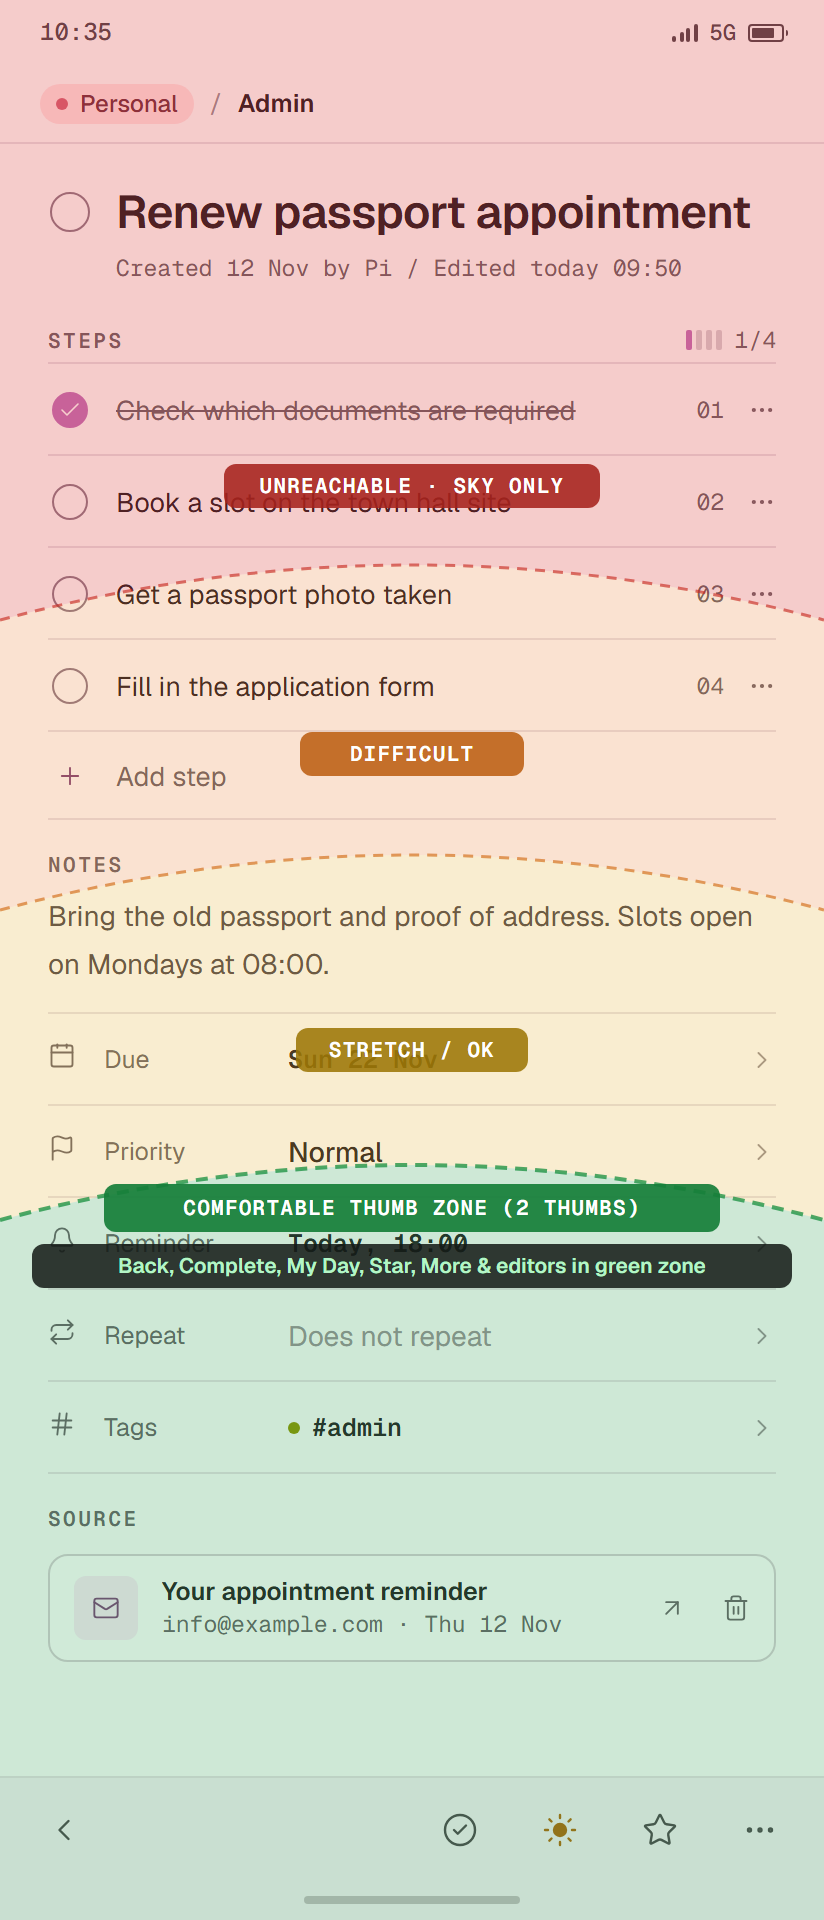 10:35 5G
Personal / Admin
Renew passport appointment
Created 12 Nov by Pi / Edited today 09:50
STEPS 1/4
Check which documents are required 01
UNREACHABLE · SKY ONLY
Book a slot on the town hall site 02
Get a passport photo taken 03
Fill in the application form 04
DIFFICULT
Add step
NOTES
Bring the old passport and proof of address. Slots open
on Mondays at 08:00.
STRETCH / OK
Due Sun 22 Nov
Priority Normal
COMFORTABLE THUMB ZONE (2 THUMBS)
Reminder Today, 18:00
Back, Complete, My Day, Star, More & editors in green zone
Repeat Does not repeat
Tags #admin
SOURCE
Your appointment reminder
info@example.com · Thu 12 Nov